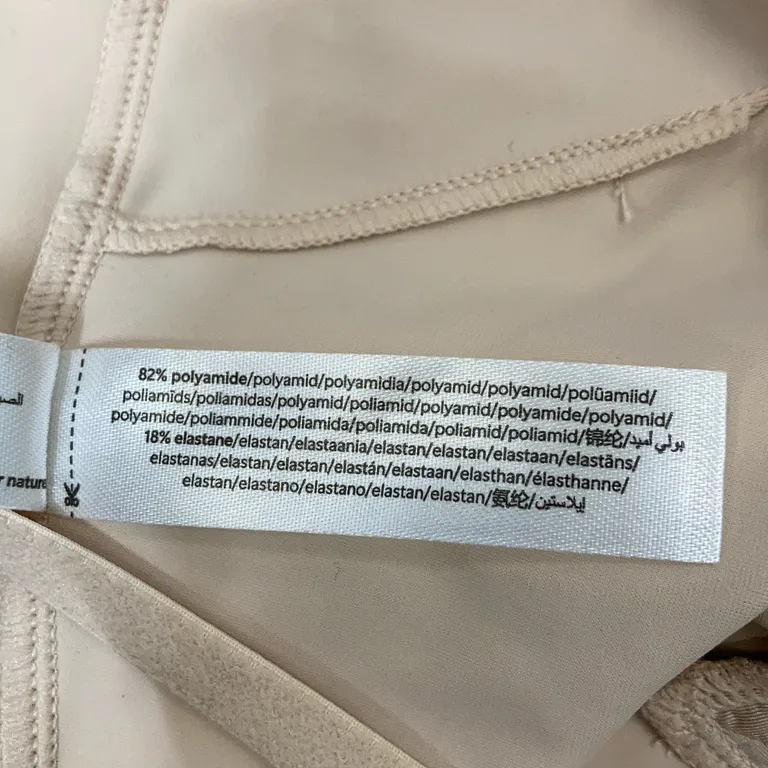 82% polyamide/polyamid/polyamidia/polyamid/polyamid/polüamiid/
poliamīds/poliamidas/polyamid/poliamid/polyamid/polyamide/polyamid/
polyamide/poliammide/poliamida/poliamida/poliamid/poliamid/锦纶/بولي أميد
18% elastane/elastan/elastaania/elastan/elastan/elastaan/elastāns/
elastanas/elastan/elastan/elastán/elastaan/elasthan/élasthanne/
elastan/elastano/elastano/elastan/elastan/氨纶/إيلاستين
nature